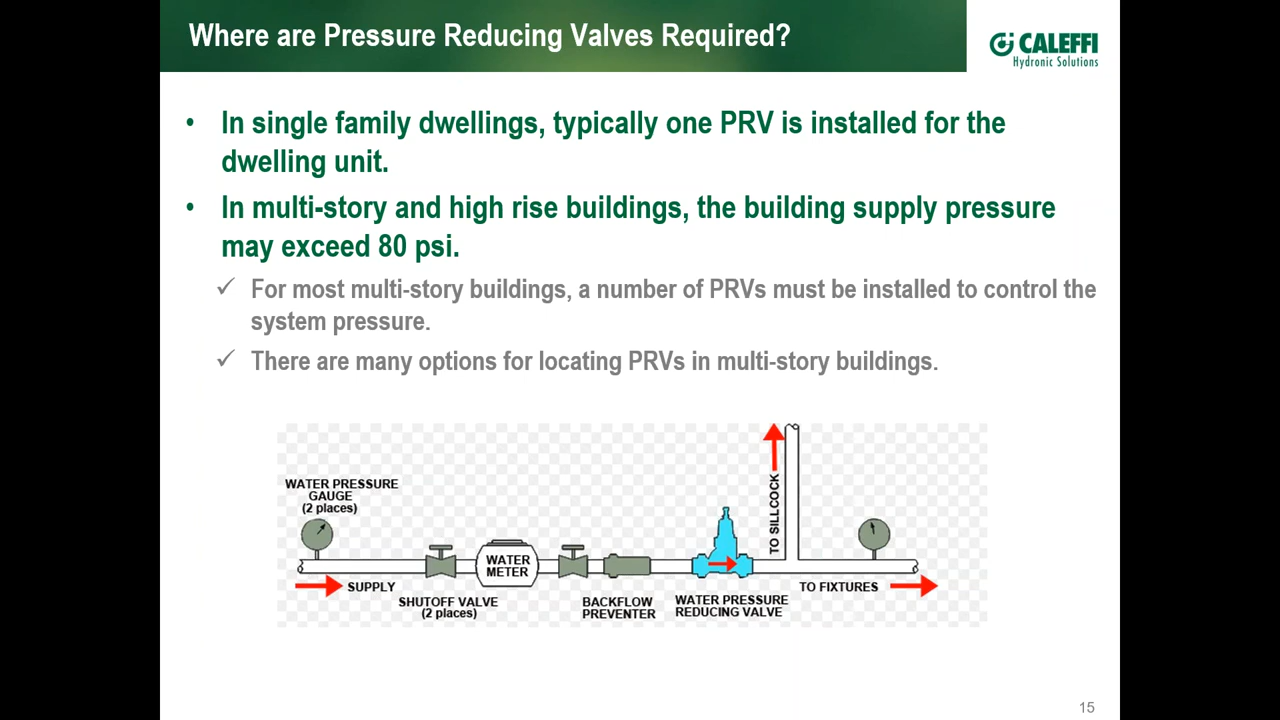 Where are Pressure Reducing Valves Required?
CALEFFI
Hydronic Solutions
• In single family dwellings, typically one PRV is installed for the
dwelling unit.
• In multi-story and high rise buildings, the building supply pressure
may exceed 80 psi.
✓ For most multi-story buildings, a number of PRVs must be installed to control the
system pressure.
✓ There are many options for locating PRVs in multi-story buildings.
WATER PRESSURE
GAUGE
(2 places)
SUPPLY
SHUTOFF VALVE
(2 places)
WATER
METER
BACKFLOW
PREVENTER
WATER PRESSURE
REDUCING VALVE
TO SILLCOCK
TO FIXTURES
15